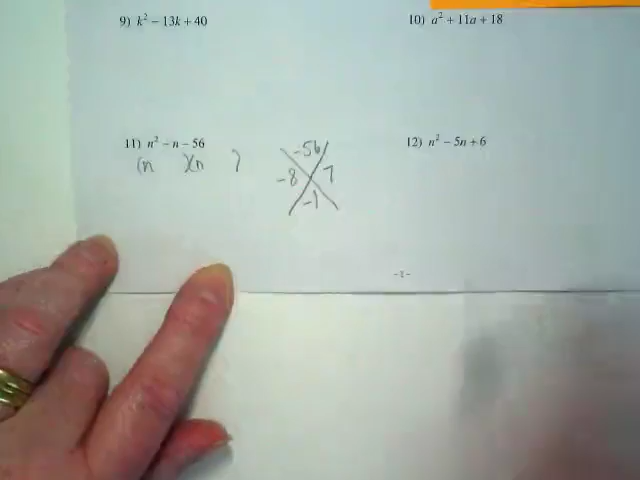 9) k² − 13k + 40
10) a² + 11a + 18
11) n² − n − 56
(n )(n )
-56
-8 7
-1
12) n² − 5n + 6
-2-